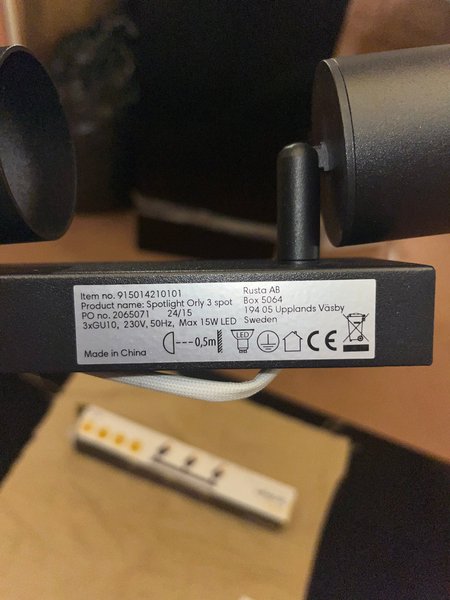 Item no. 915014210101
Product name: Spotlight Orly 3 spot
PO no. 2065071 24/15
3xGU10, 230V, 50Hz, Max 15W LED
Made in China
Rusta AB
Box 5064
194 05 Upplands Väsby
Sweden
0,5m
LED
CE